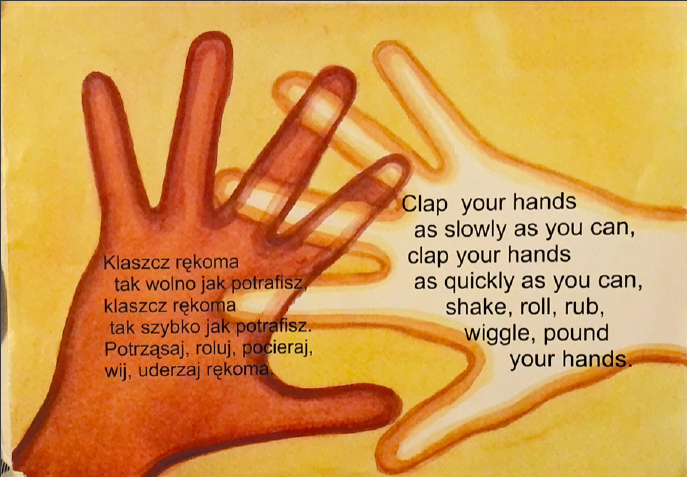 Klaszcz rękoma
tak wolno jak potrafisz,
klaszcz rękoma
tak szybko jak potrafisz.
Potrząsaj, roluj, pocieraj,
wij, uderzaj rękoma.
Clap your hands
as slowly as you can,
clap your hands
as quickly as you can,
shake, roll, rub,
wiggle, pound
your hands.